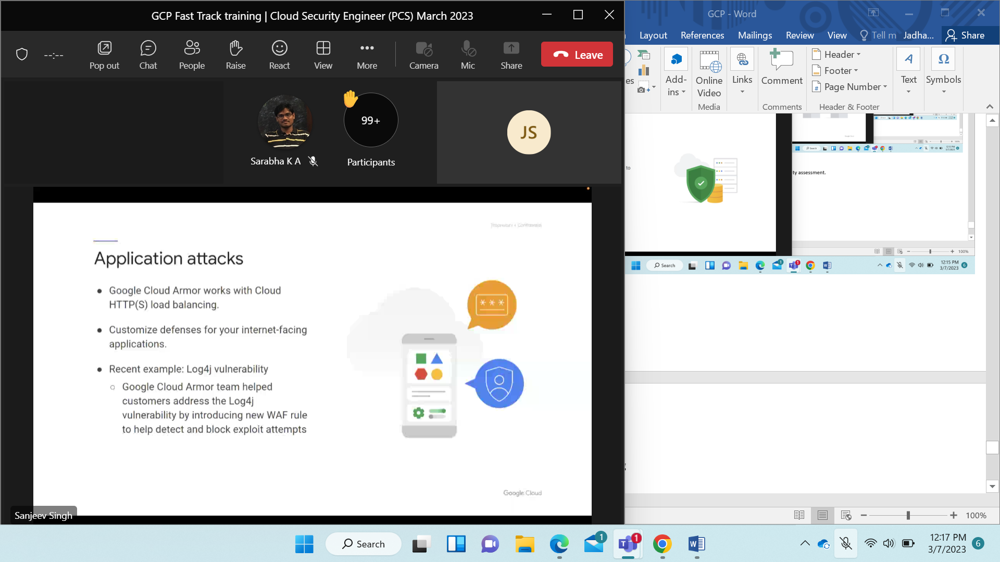 GCP Fast Track training | Cloud Security Engineer (PCS) March 2023
--:--
Pop out
Chat
People
Raise
React
View
More
Camera
Mic
Share
Leave
99+
JS
Sarabha K A
Participants
Proprietary + Confidential
Application attacks
● Google Cloud Armor works with Cloud
HTTP(S) load balancing.
● Customize defenses for your internet-facing
applications.
● Recent example: Log4j vulnerability
○ Google Cloud Armor team helped
customers address the Log4j
vulnerability by introducing new WAF rule
to help detect and block exploit attempts
***
Google Cloud
Sanjeev Singh
GCP - Word
Layout
References
Mailings
Review
View
Tell m
Jadha...
Share
es
Add-
ins
Online
Video
Links
Comment
Header
Footer
Page Number
Text
Symbols
Media
Comments
Header & Footer
to
Search
ty assessment.
100%
Search
12:15 PM
3/7/2023
6
100%
Search
1
1
12:17 PM
3/7/2023
6